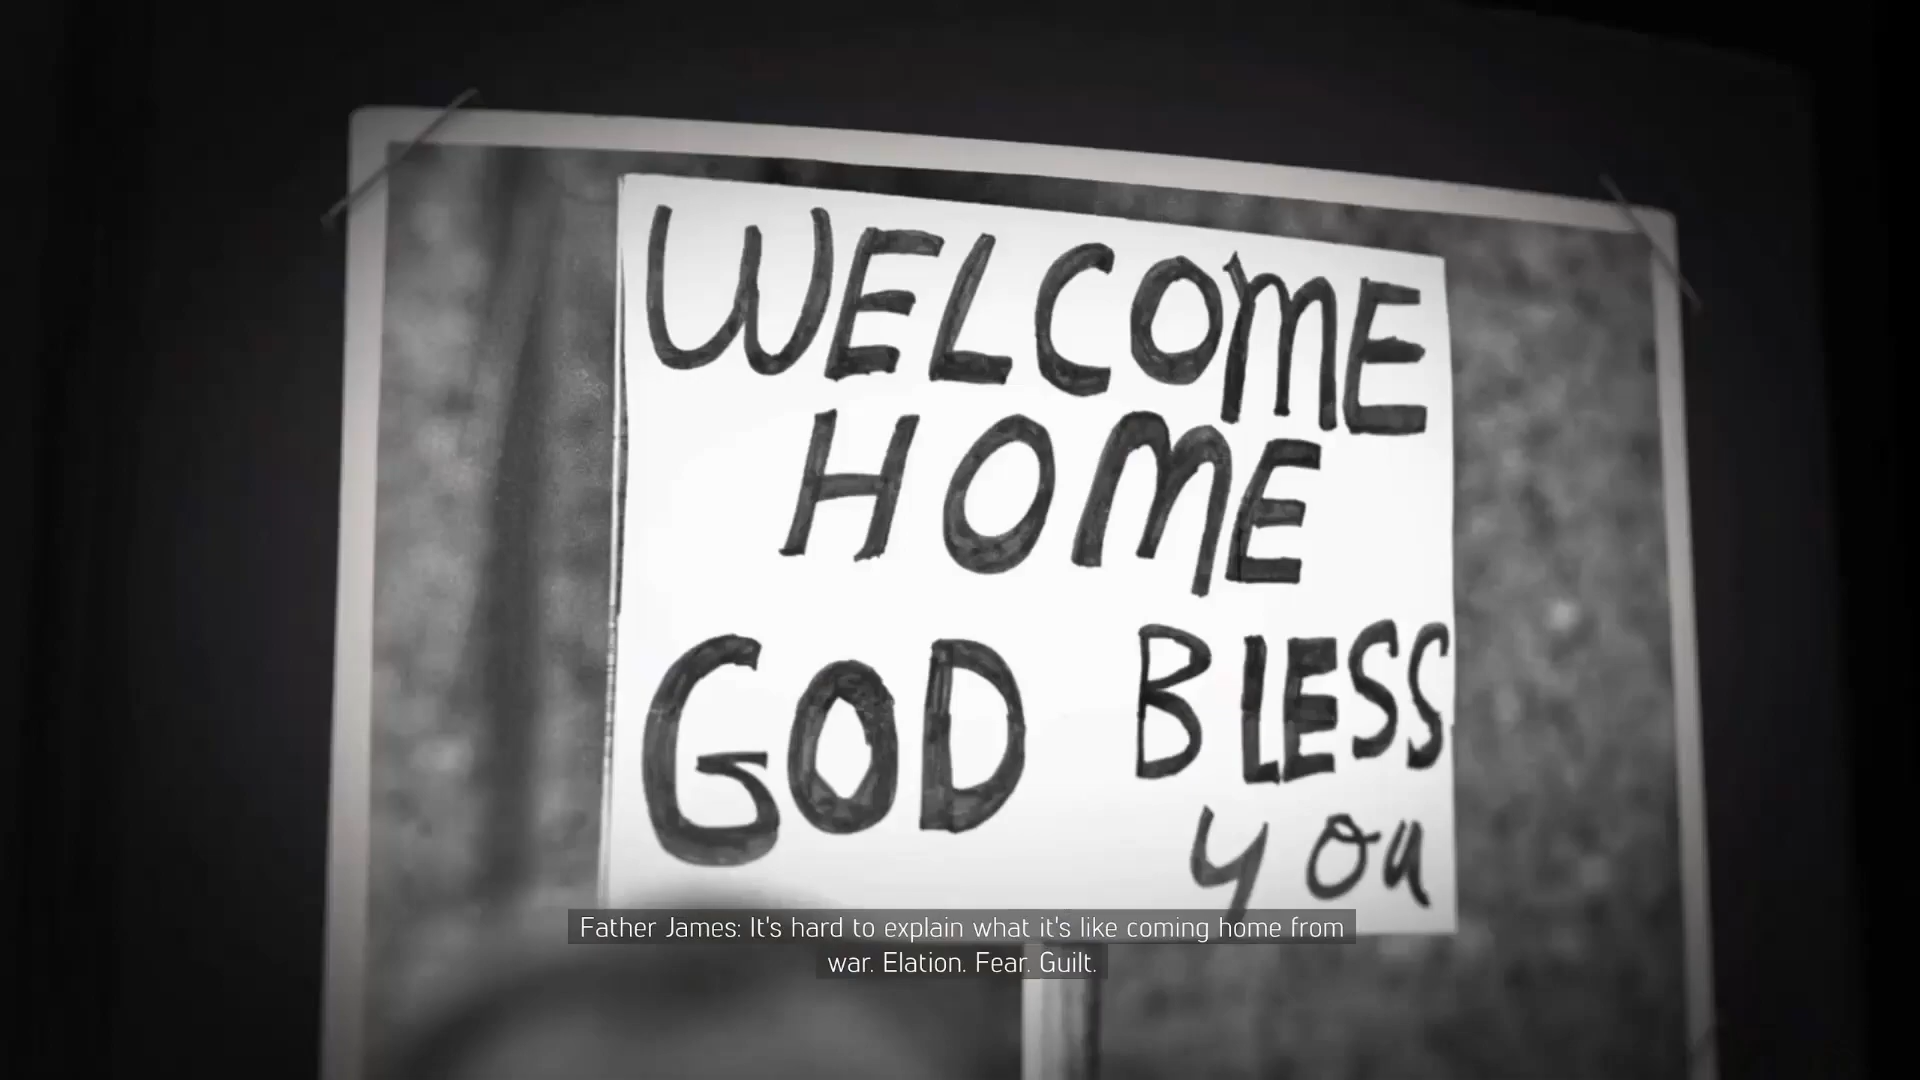 WELCOME
HOME
GOD BLESS
you
Father James: It's hard to explain what it's like coming home from
war. Elation. Fear. Guilt.